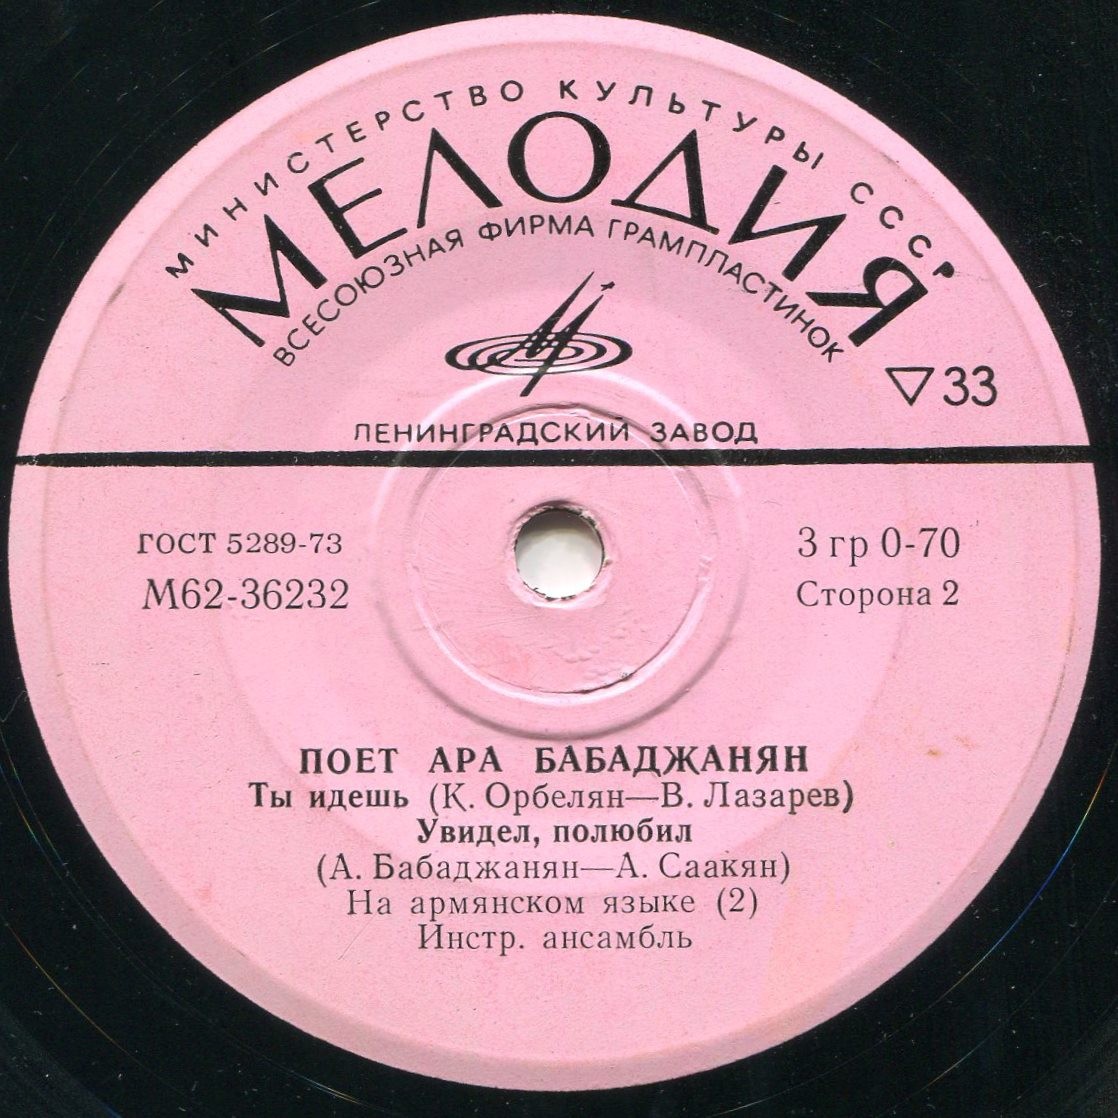 МИНИСТЕРСТВО КУЛЬТУРЫ СССР
МЕЛОДИЯ
ВСЕСОЮЗНАЯ ФИРМА ГРАМПЛАСТИНОК
▽33
ЛЕНИНГРАДСКИЙ ЗАВОД
ГОСТ 5289-73
М62-36232
3 гр 0-70
Сторона 2
ПОЕТ АРА БАБАДЖАНЯН
Ты идешь (К. Орбелян—В. Лазарев)
Увидел, полюбил
(А. Бабаджанян—А. Саакян)
На армянском языке (2)
Инстр. ансамбль